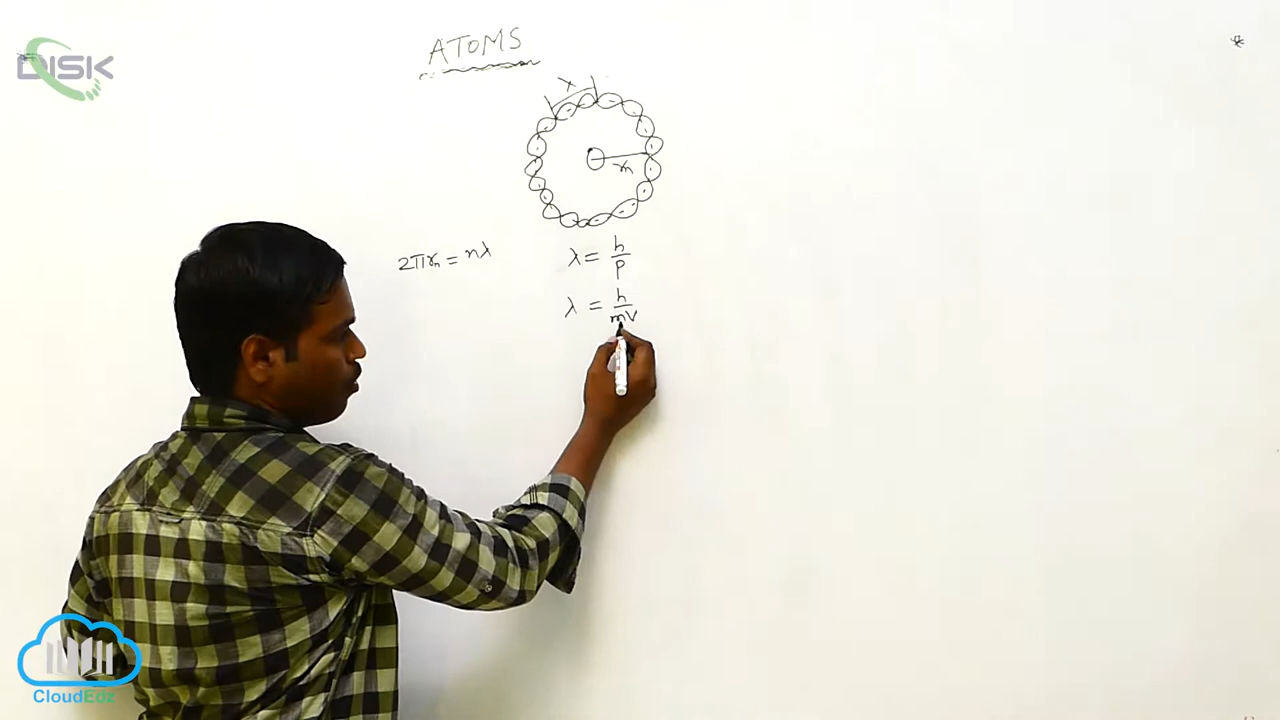 DISK
ATOMS
λ
rn
2πrn = nλ
λ = h/p
λ = h/mv
CloudEdz